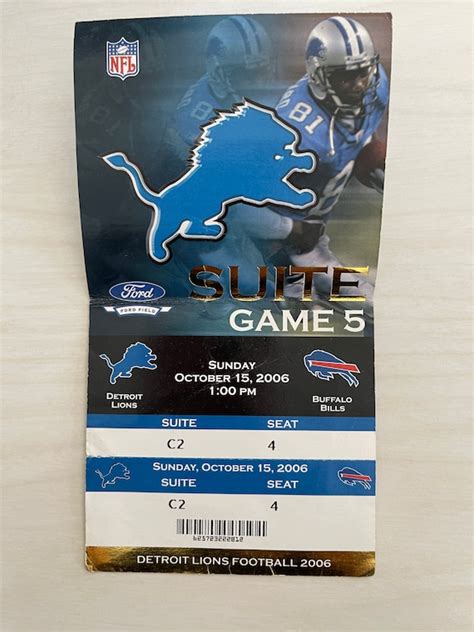 NFL
81
81
SUITE
GAME 5
Ford
FORD FIELD
SUNDAY
OCTOBER 15, 2006
1:00 PM
DETROIT
LIONS
BUFFALO
BILLS
SUITE SEAT
C2 4
SUNDAY, OCTOBER 15, 2006
SUITE SEAT
C2 4
DETROIT LIONS FOOTBALL 2006